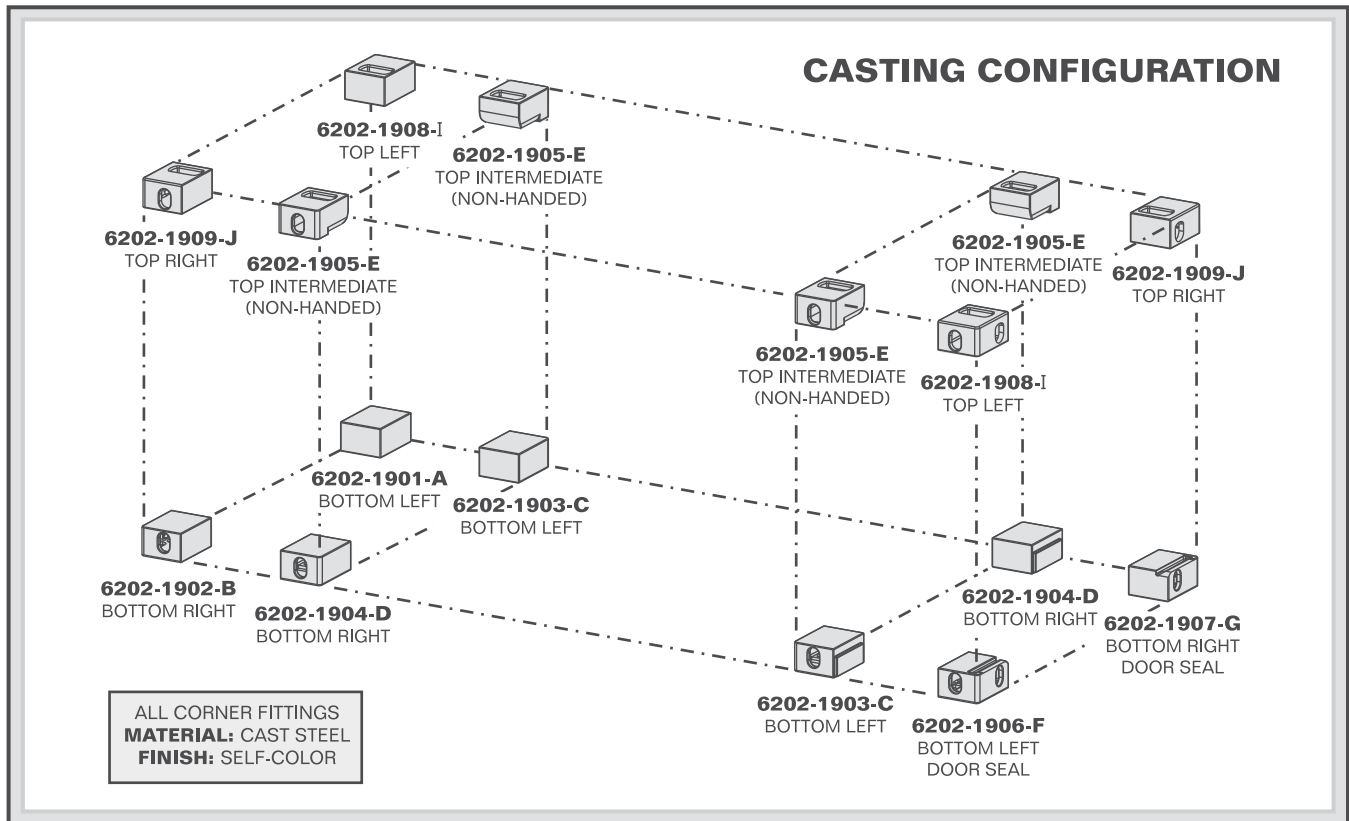 CASTING CONFIGURATION
6202-1908-I
TOP LEFT
6202-1905-E
TOP INTERMEDIATE
(NON-HANDED)
6202-1909-J
TOP RIGHT
6202-1905-E
TOP INTERMEDIATE
(NON-HANDED)
6202-1905-E
TOP INTERMEDIATE
(NON-HANDED)
6202-1909-J
TOP RIGHT
6202-1905-E
TOP INTERMEDIATE
(NON-HANDED)
6202-1908-I
TOP LEFT
6202-1901-A
BOTTOM LEFT
6202-1903-C
BOTTOM LEFT
6202-1902-B
BOTTOM RIGHT
6202-1904-D
BOTTOM RIGHT
6202-1904-D
BOTTOM RIGHT
6202-1907-G
BOTTOM RIGHT
DOOR SEAL
6202-1903-C
BOTTOM LEFT
6202-1906-F
BOTTOM LEFT
DOOR SEAL
ALL CORNER FITTINGS
MATERIAL: CAST STEEL
FINISH: SELF-COLOR